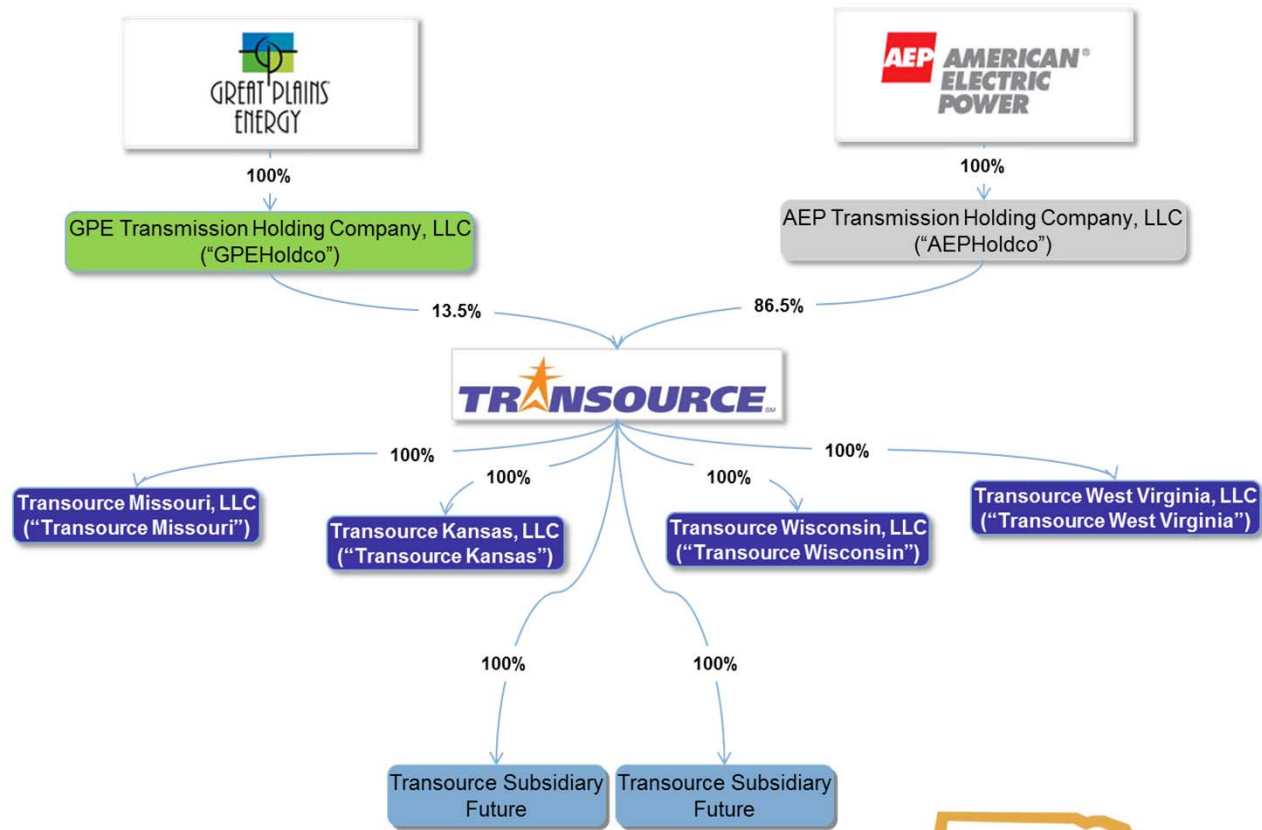 GREAT PLAINS
ENERGY
AEP AMERICAN®
ELECTRIC
POWER
100%
100%
GPE Transmission Holding Company, LLC
(“GPEHoldco”)
AEP Transmission Holding Company, LLC
(“AEPHoldco”)
13.5%
86.5%
TRANSOURCE SM
100%
100%
100%
100%
Transource Missouri, LLC
(“Transource Missouri”)
Transource Kansas, LLC
(“Transource Kansas”)
Transource Wisconsin, LLC
(“Transource Wisconsin”)
Transource West Virginia, LLC
(“Transource West Virginia”)
100%
100%
Transource Subsidiary
Future
Transource Subsidiary
Future